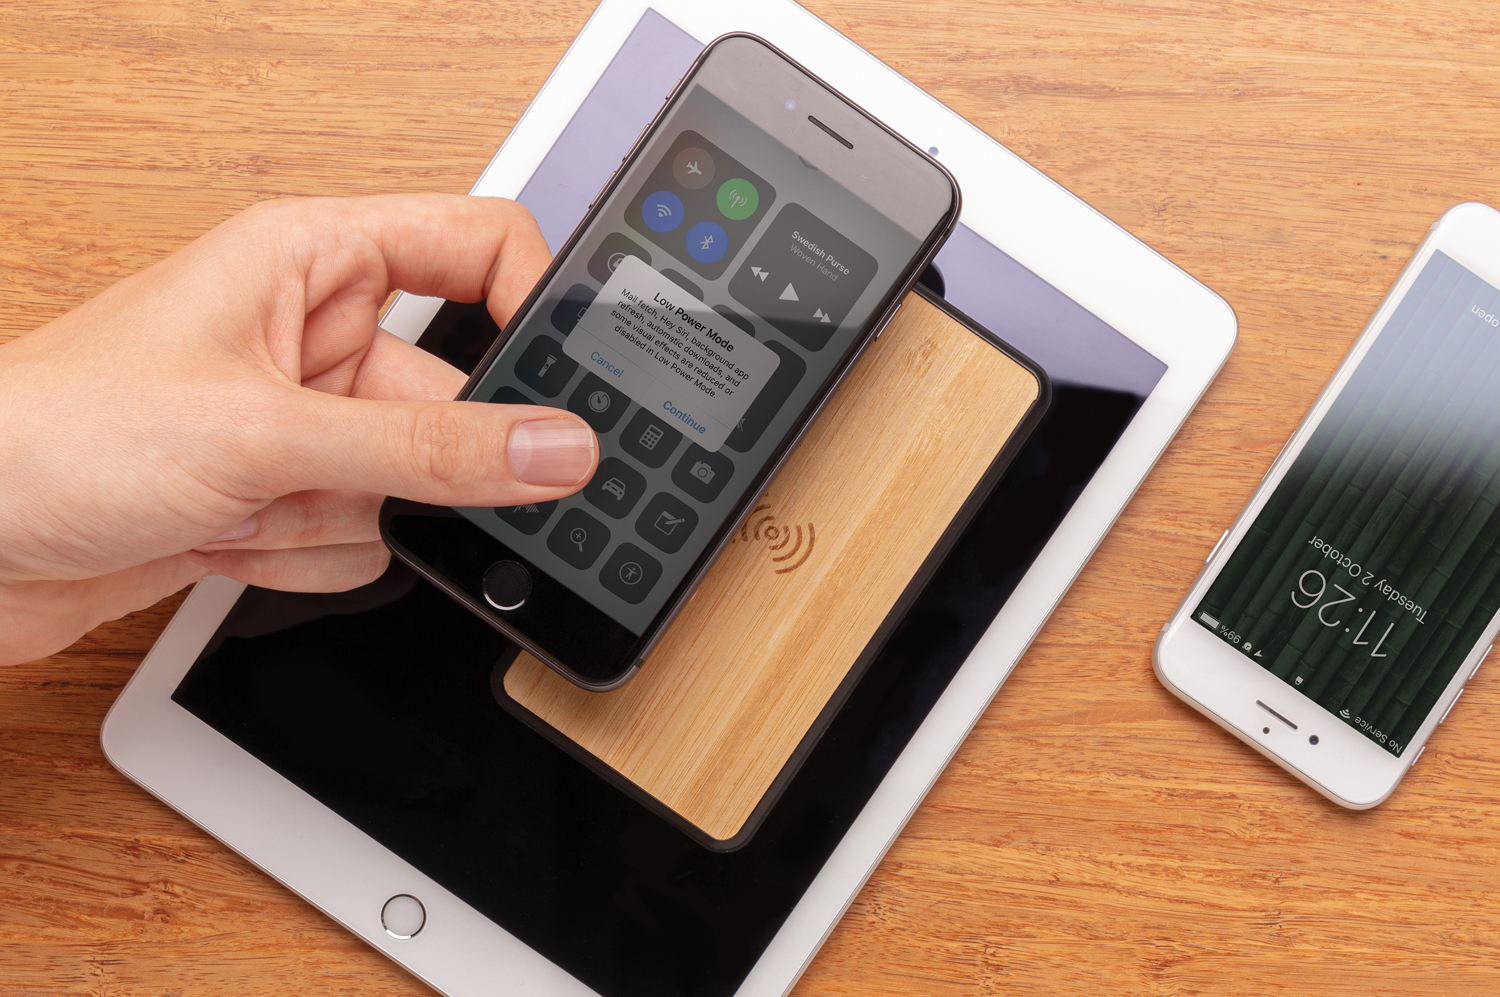 Swedish Purse
Woven Hand
Low Power Mode
Mail fetch, Hey Siri, background app
refresh, automatic downloads, and
some visual effects are reduced or
disabled in Low Power Mode.
Cancel
Continue
No Service
99%
11:26
Tuesday 2 October
open